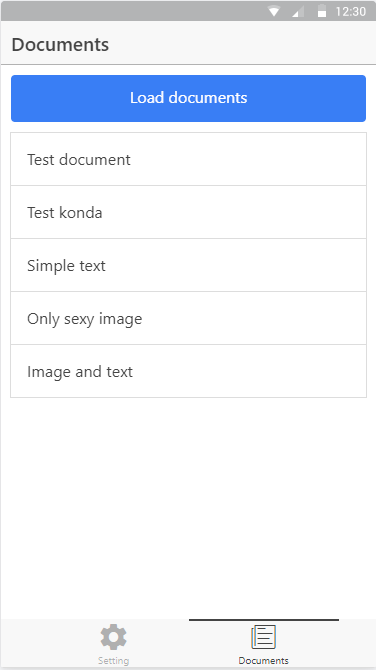 12:30
Documents
Load documents
Test document
Test konda
Simple text
Only sexy image
Image and text
Setting
Documents